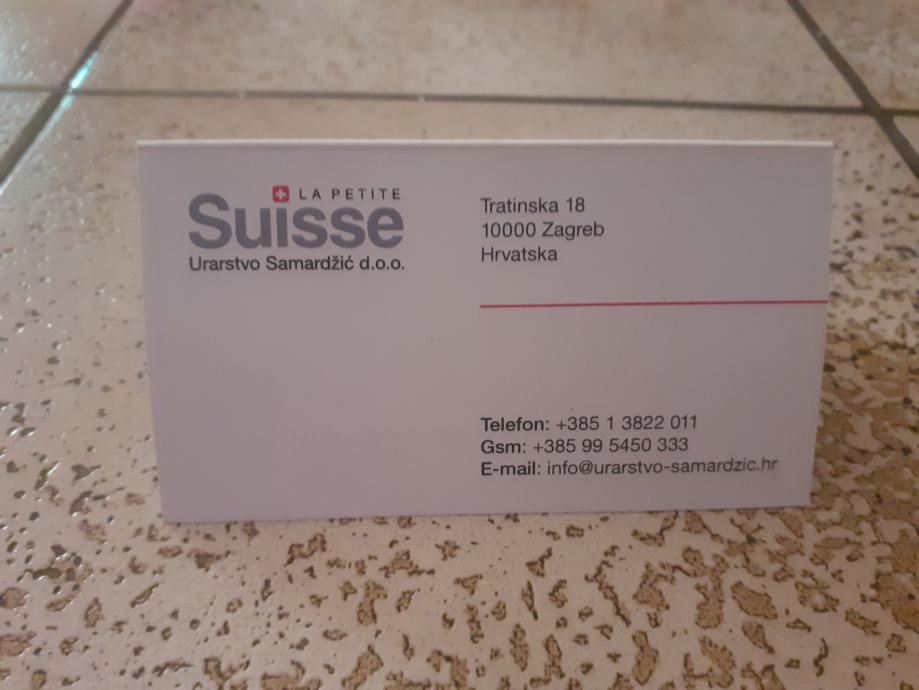 LA PETITE
Suisse
Urarstvo Samardžić d.o.o.
Tratinska 18
10000 Zagreb
Hrvatska
Telefon: +385 1 3822 011
Gsm: +385 99 5450 333
E-mail: info@urarstvo-samardzic.hr